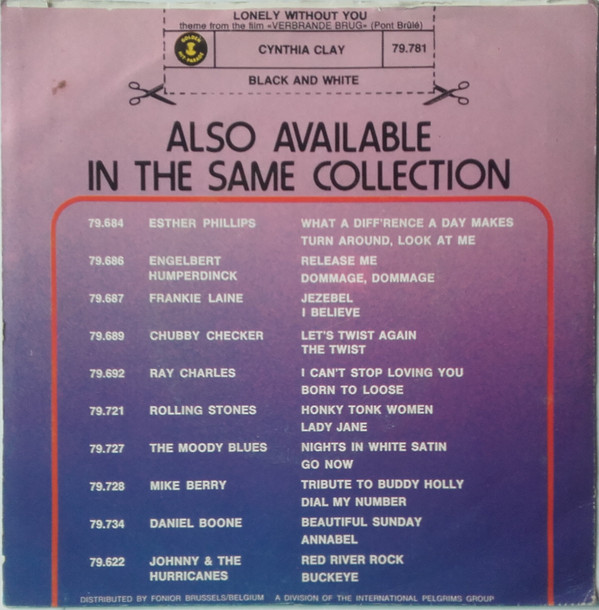 LONELY WITHOUT YOU
theme from the film «VERBRANDE BRUG» (Pont Brûlé)
GOLDEN HIT PARADE CYNTHIA CLAY 79.781
BLACK AND WHITE
ALSO AVAILABLE
IN THE SAME COLLECTION
79.684 ESTHER PHILLIPS WHAT A DIFF'RENCE A DAY MAKES
TURN AROUND, LOOK AT ME
79.686 ENGELBERT RELEASE ME
HUMPERDINCK DOMMAGE, DOMMAGE
79.687 FRANKIE LAINE JEZEBEL
I BELIEVE
79.689 CHUBBY CHECKER LET'S TWIST AGAIN
THE TWIST
79.692 RAY CHARLES I CAN'T STOP LOVING YOU
BORN TO LOOSE
79.721 ROLLING STONES HONKY TONK WOMEN
LADY JANE
79.727 THE MOODY BLUES NIGHTS IN WHITE SATIN
GO NOW
79.728 MIKE BERRY TRIBUTE TO BUDDY HOLLY
DIAL MY NUMBER
79.734 DANIEL BOONE BEAUTIFUL SUNDAY
ANNABEL
79.622 JOHNNY & THE RED RIVER ROCK
HURRICANES BUCKEYE
DISTRIBUTED BY FONIOR BRUSSELS/BELGIUM A DIVISION OF THE INTERNATIONAL PELGRIMS GROUP